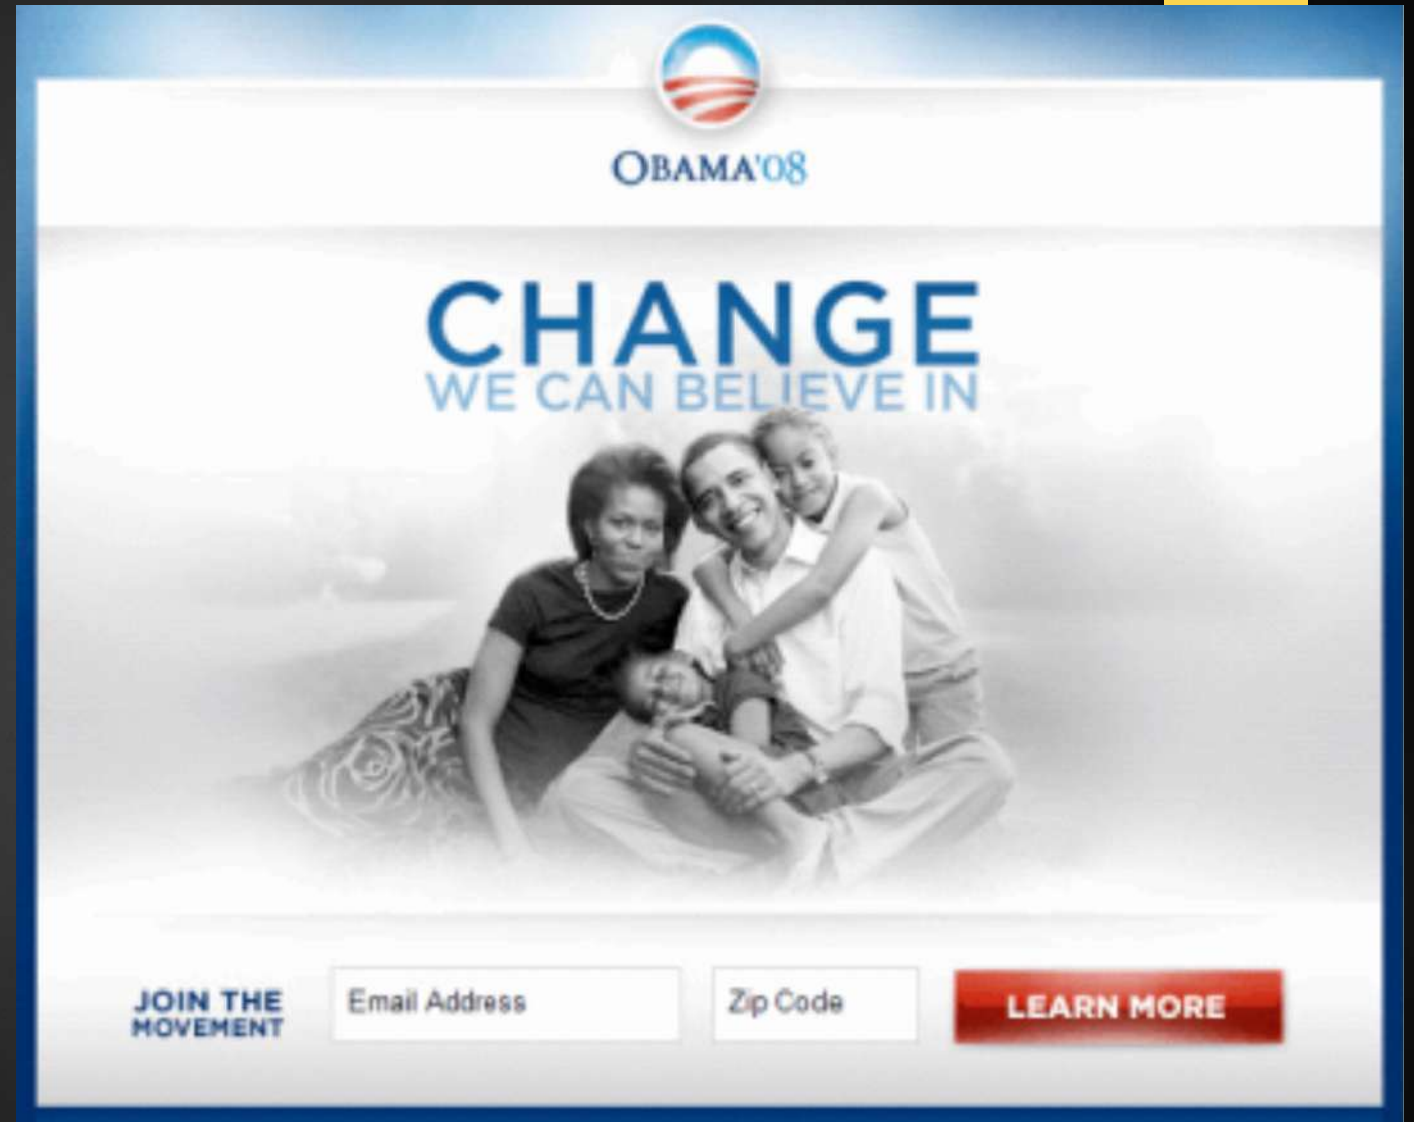 OBAMA'08
CHANGE
WE CAN BELIEVE IN
JOIN THE
MOVEMENT
Email Address
Zip Code
LEARN MORE